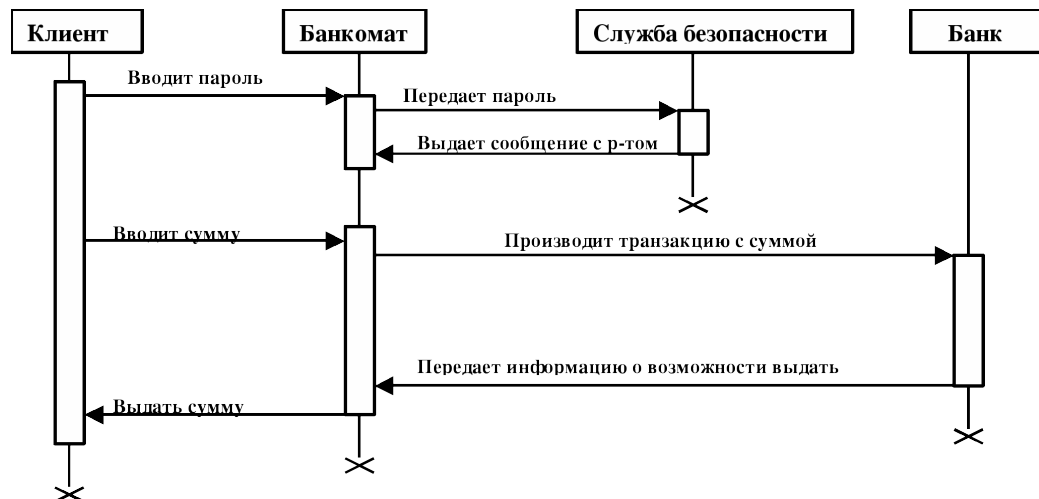 Клиент
Банкомат
Служба безопасности
Банк
Вводит пароль
Передает пароль
Выдает сообщение с р-том
Вводит сумму
Производит транзакцию с суммой
Передает информацию о возможности выдать
Выдать сумму